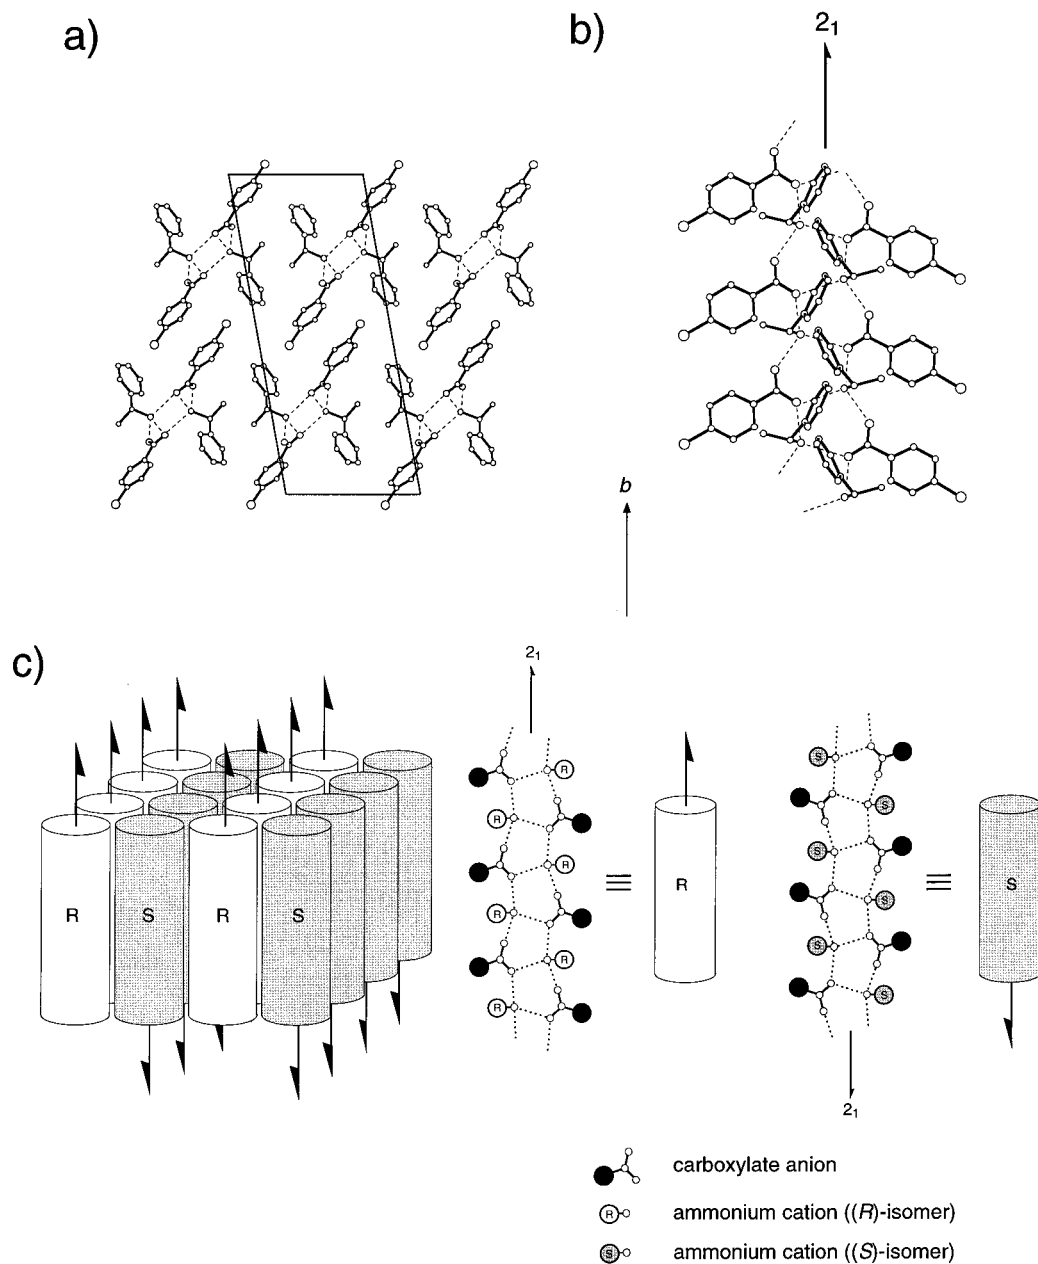 a)
b)
2₁
b
c)
2₁
R
R
R
S
R
S
R
R
R
R
S
S
S
S
S
S
R
S
2₁
carboxylate anion
R
ammonium cation ((R)-isomer)
S
ammonium cation ((S)-isomer)